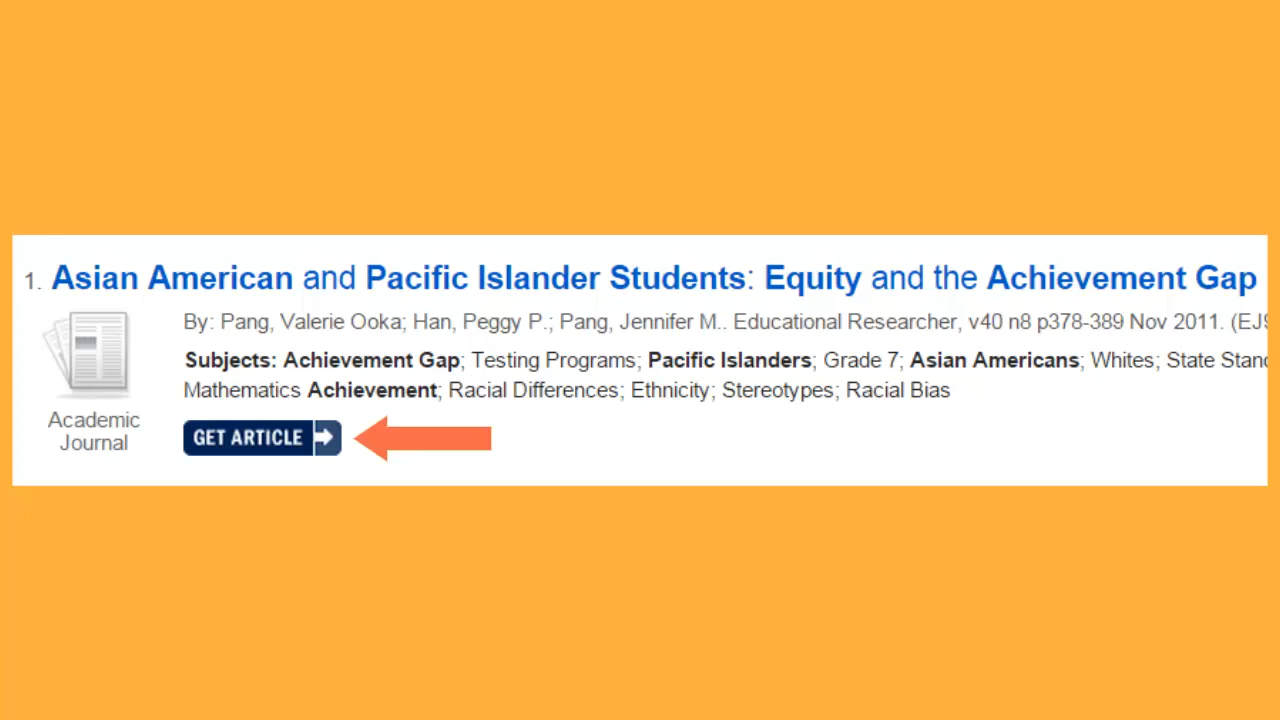 1. Asian American and Pacific Islander Students: Equity and the Achievement Gap
By: Pang, Valerie Ooka; Han, Peggy P.; Pang, Jennifer M.. Educational Researcher, v40 n8 p378-389 Nov 2011.
Subjects: Achievement Gap; Testing Programs; Pacific Islanders; Grade 7; Asian Americans; Whites; State
Mathematics Achievement; Racial Differences; Ethnicity; Stereotypes; Racial Bias
Academic
Journal
GET ARTICLE